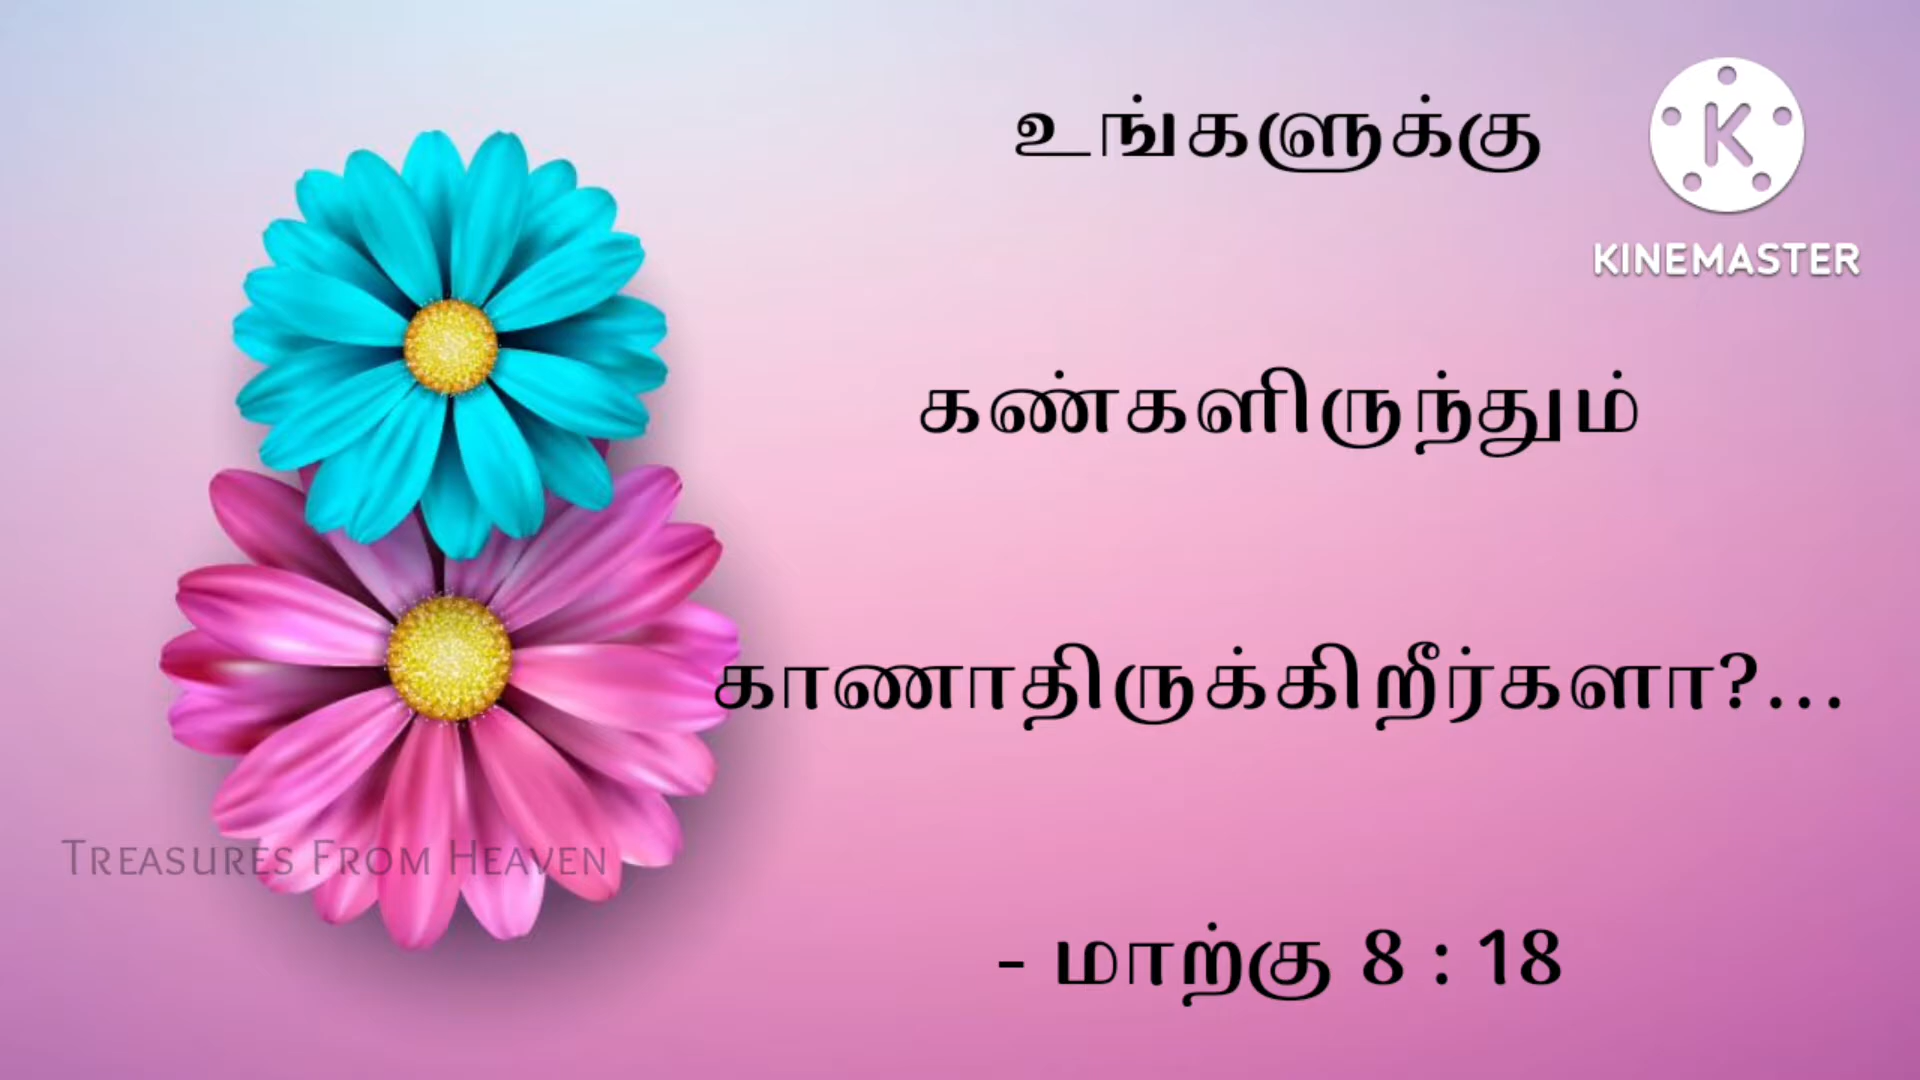 உங்களுக்கு
KINEMASTER
கண்களிருந்தும்
காணாதிருக்கிறீர்களா?...
TREASURES FROM HEAVEN
- மாற்கு 8 : 18